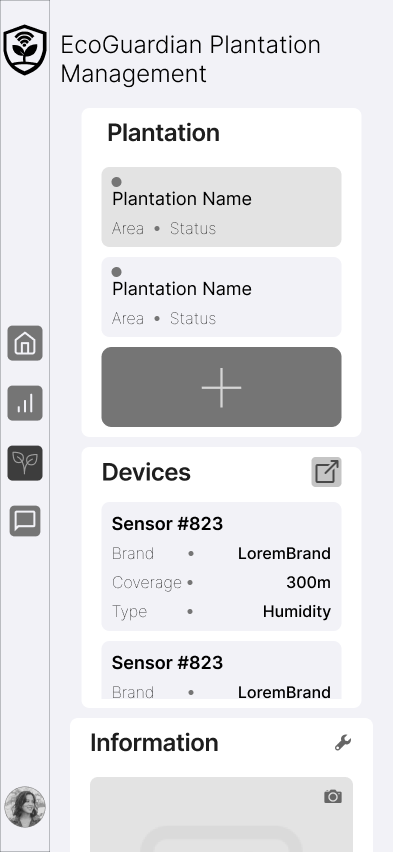 EcoGuardian Plantation
Management
Plantation
Plantation Name
Area • Status
Plantation Name
Area • Status
Devices
Sensor #823
Brand • LoremBrand
Coverage • 300m
Type • Humidity
Sensor #823
Brand • LoremBrand
Information